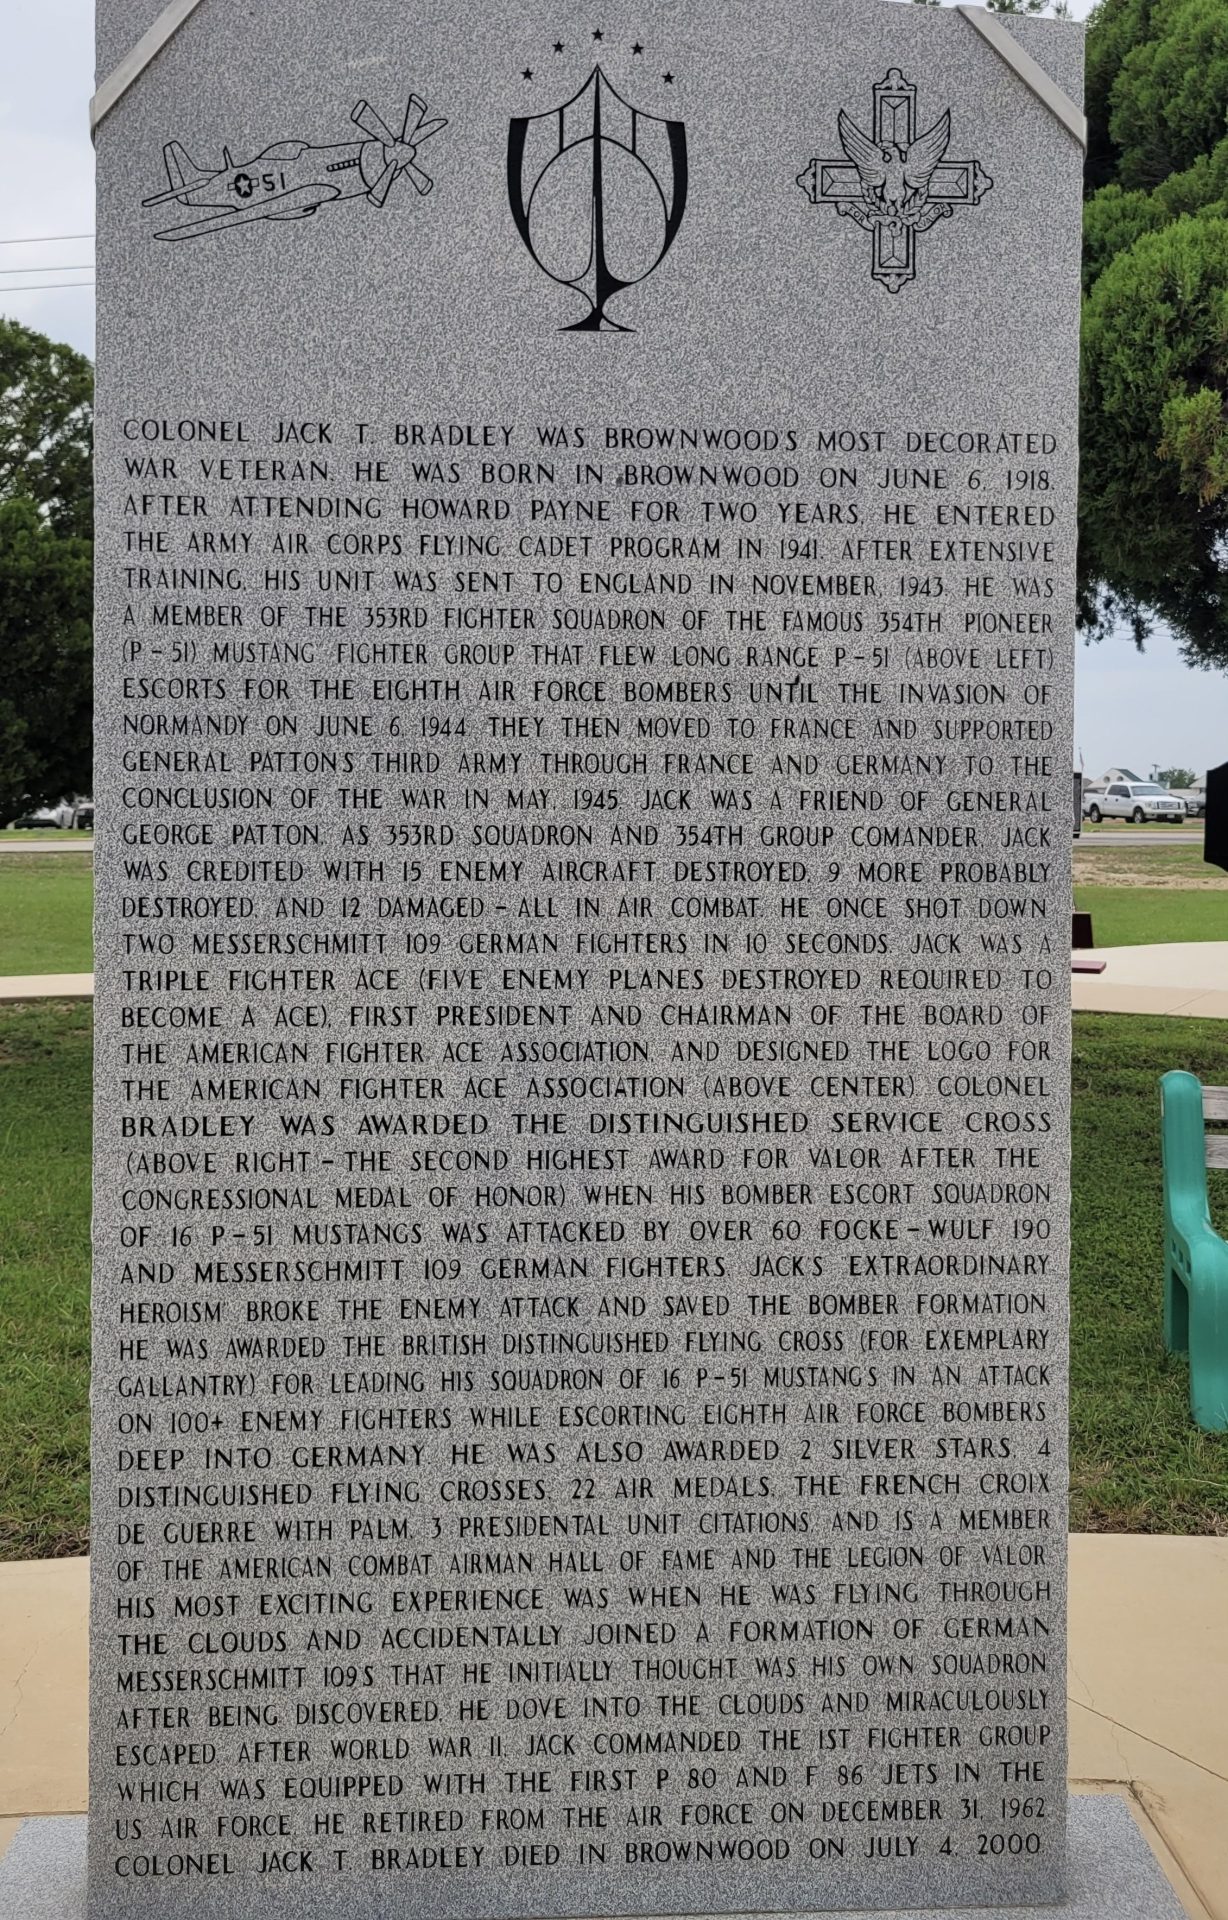 51
FOR VALOR
COLONEL JACK T. BRADLEY WAS BROWNWOOD'S MOST DECORATED
WAR VETERAN. HE WAS BORN IN BROWNWOOD ON JUNE 6, 1918.
AFTER ATTENDING HOWARD PAYNE FOR TWO YEARS, HE ENTERED
THE ARMY AIR CORPS FLYING CADET PROGRAM IN 1941. AFTER EXTENSIVE
TRAINING, HIS UNIT WAS SENT TO ENGLAND IN NOVEMBER, 1943. HE WAS
A MEMBER OF THE 353RD FIGHTER SQUADRON OF THE FAMOUS 354TH "PIONEER
(P-51) MUSTANG" FIGHTER GROUP THAT FLEW LONG RANGE P-51 (ABOVE LEFT)
ESCORTS FOR THE EIGHTH AIR FORCE BOMBERS UNTIL THE INVASION OF
NORMANDY ON JUNE 6, 1944. THEY THEN MOVED TO FRANCE AND SUPPORTED
GENERAL PATTON'S THIRD ARMY THROUGH FRANCE AND GERMANY TO THE
CONCLUSION OF THE WAR IN MAY, 1945. JACK WAS A FRIEND OF GENERAL
GEORGE PATTON. AS 353RD SQUADRON AND 354TH GROUP COMANDER, JACK
WAS CREDITED WITH 15 ENEMY AIRCRAFT DESTROYED, 9 MORE PROBABLY
DESTROYED, AND 12 DAMAGED - ALL IN AIR COMBAT. HE ONCE SHOT DOWN
TWO MESSERSCHMITT 109 GERMAN FIGHTERS IN 10 SECONDS. JACK WAS A
TRIPLE FIGHTER ACE (FIVE ENEMY PLANES DESTROYED REQUIRED TO
BECOME A ACE), FIRST PRESIDENT AND CHAIRMAN OF THE BOARD OF
THE AMERICAN FIGHTER ACE ASSOCIATION, AND DESIGNED THE LOGO FOR
THE AMERICAN FIGHTER ACE ASSOCIATION (ABOVE CENTER). COLONEL
BRADLEY WAS AWARDED THE DISTINGUISHED SERVICE CROSS
(ABOVE RIGHT - THE SECOND HIGHEST AWARD FOR VALOR AFTER THE
CONGRESSIONAL MEDAL OF HONOR) WHEN HIS BOMBER ESCORT SQUADRON
OF 16 P-51 MUSTANGS WAS ATTACKED BY OVER 60 FOCKE-WULF 190
AND MESSERSCHMITT 109 GERMAN FIGHTERS. JACK'S "EXTRAORDINARY
HEROISM" BROKE THE ENEMY ATTACK AND SAVED THE BOMBER FORMATION.
HE WAS AWARDED THE BRITISH DISTINGUISHED FLYING CROSS (FOR EXEMPLARY
GALLANTRY) FOR LEADING HIS SQUADRON OF 16 P-51 MUSTANG'S IN AN ATTACK
ON 100+ ENEMY FIGHTERS WHILE ESCORTING EIGHTH AIR FORCE BOMBERS
DEEP INTO GERMANY. HE WAS ALSO AWARDED 2 SILVER STARS, 4
DISTINGUISHED FLYING CROSSES, 22 AIR MEDALS, THE FRENCH CROIX
DE GUERRE WITH PALM, 3 PRESIDENTAL UNIT CITATIONS, AND IS A MEMBER
OF THE AMERICAN COMBAT AIRMAN HALL OF FAME AND THE LEGION OF VALOR.
HIS MOST EXCITING EXPERIENCE WAS WHEN HE WAS FLYING THROUGH
THE CLOUDS AND ACCIDENTALLY JOINED A FORMATION OF GERMAN
MESSERSCHMITT 109'S THAT HE INITIALLY THOUGHT WAS HIS OWN SQUADRON.
AFTER BEING DISCOVERED, HE DOVE INTO THE CLOUDS AND MIRACULOUSLY
ESCAPED. AFTER WORLD WAR II, JACK COMMANDED THE 1ST FIGHTER GROUP
WHICH WAS EQUIPPED WITH THE FIRST P 80 AND F 86 JETS IN THE
US AIR FORCE. HE RETIRED FROM THE AIR FORCE ON DECEMBER 31, 1962.
COLONEL JACK T. BRADLEY DIED IN BROWNWOOD ON JULY 4, 2000.